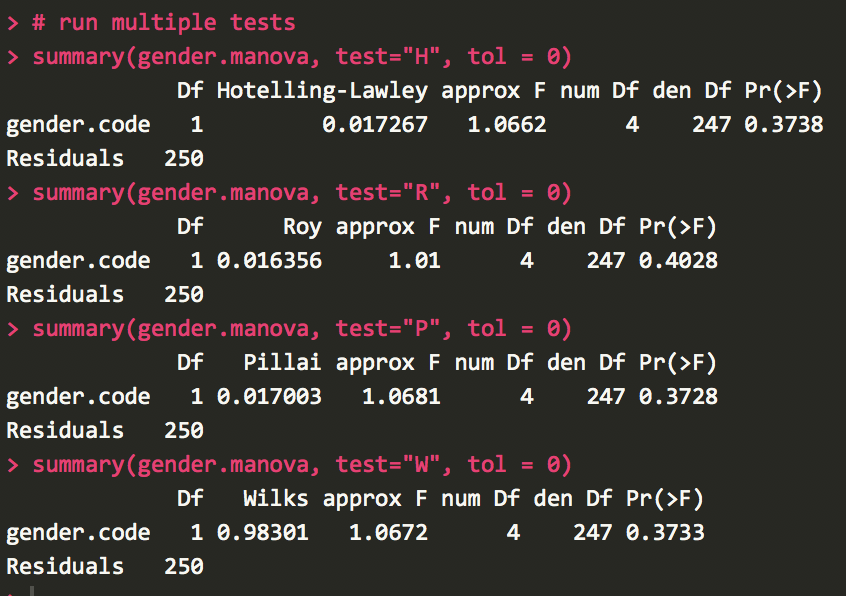 > # run multiple tests
> summary(gender.manova, test="H", tol = 0)
             Df Hotelling-Lawley approx F num Df den Df Pr(>F)
gender.code   1         0.017267   1.0662      4    247 0.3738
Residuals   250
> summary(gender.manova, test="R", tol = 0)
             Df      Roy approx F num Df den Df Pr(>F)
gender.code   1 0.016356     1.01      4    247 0.4028
Residuals   250
> summary(gender.manova, test="P", tol = 0)
             Df   Pillai approx F num Df den Df Pr(>F)
gender.code   1 0.017003   1.0681      4    247 0.3728
Residuals   250
> summary(gender.manova, test="W", tol = 0)
             Df   Wilks approx F num Df den Df Pr(>F)
gender.code   1 0.98301   1.0672      4    247 0.3733
Residuals   250